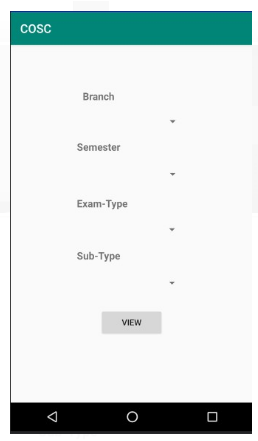 COSC
Branch
Semester
Exam-Type
Sub-Type
VIEW